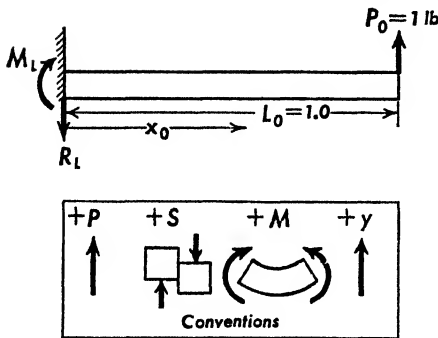 P₀ = 1 lb
M_L
L₀ = 1.0
x₀
R_L
+P +S +M +y
Conventions